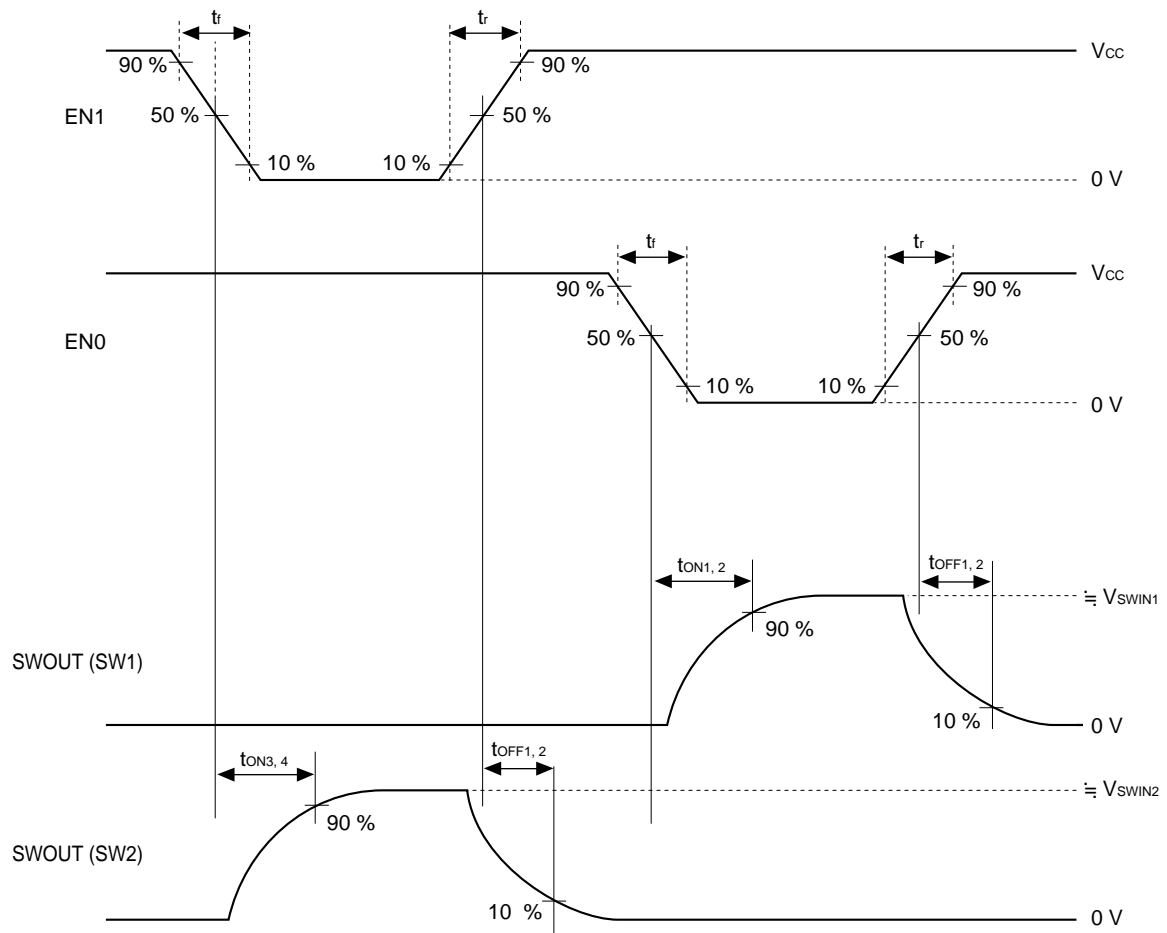 tf
tr
VCC
90 %
90 %
EN1
50 %
50 %
10 %
10 %
0 V
tf
tr
VCC
90 %
90 %
EN0
50 %
50 %
10 %
10 %
0 V
tON1, 2
tOFF1, 2
≒ VSWIN1
90 %
SWOUT (SW1)
10 %
0 V
tON3, 4
tOFF1, 2
≒ VSWIN2
90 %
SWOUT (SW2)
10 %
0 V